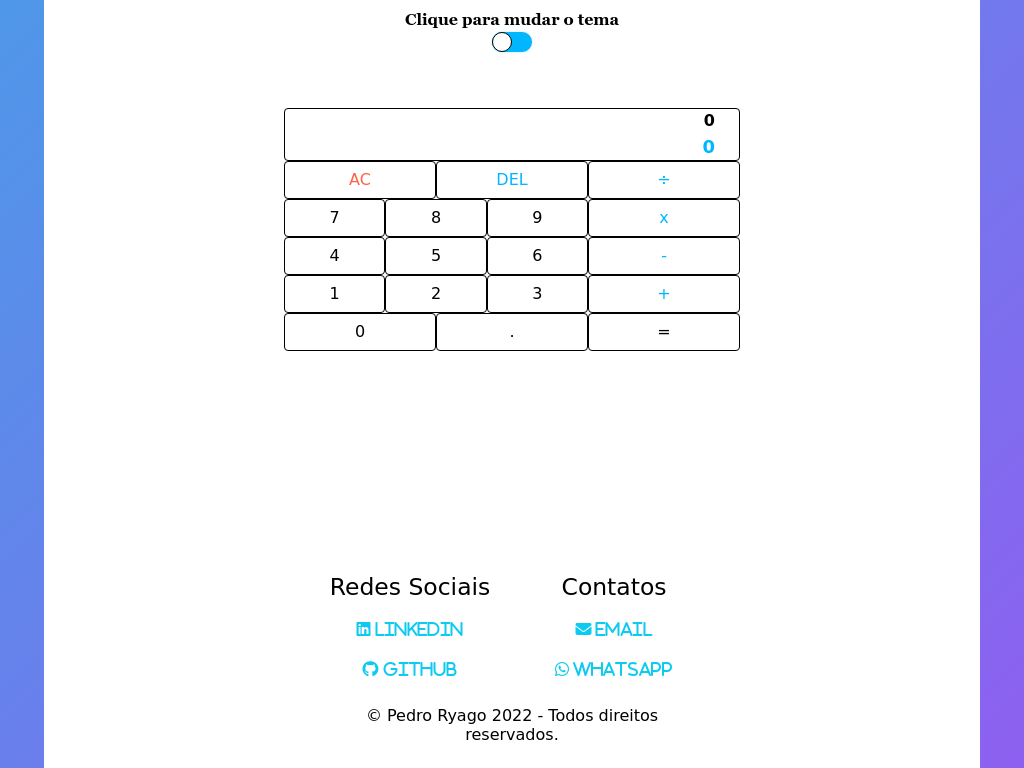 Clique para mudar o tema
0
0
AC DEL ÷
7 8 9 x
4 5 6 -
1 2 3 +
0 . =
Redes Sociais Contatos
LINKEDIN EMAIL
GITHUB WHATSAPP
© Pedro Ryago 2022 - Todos direitos
reservados.